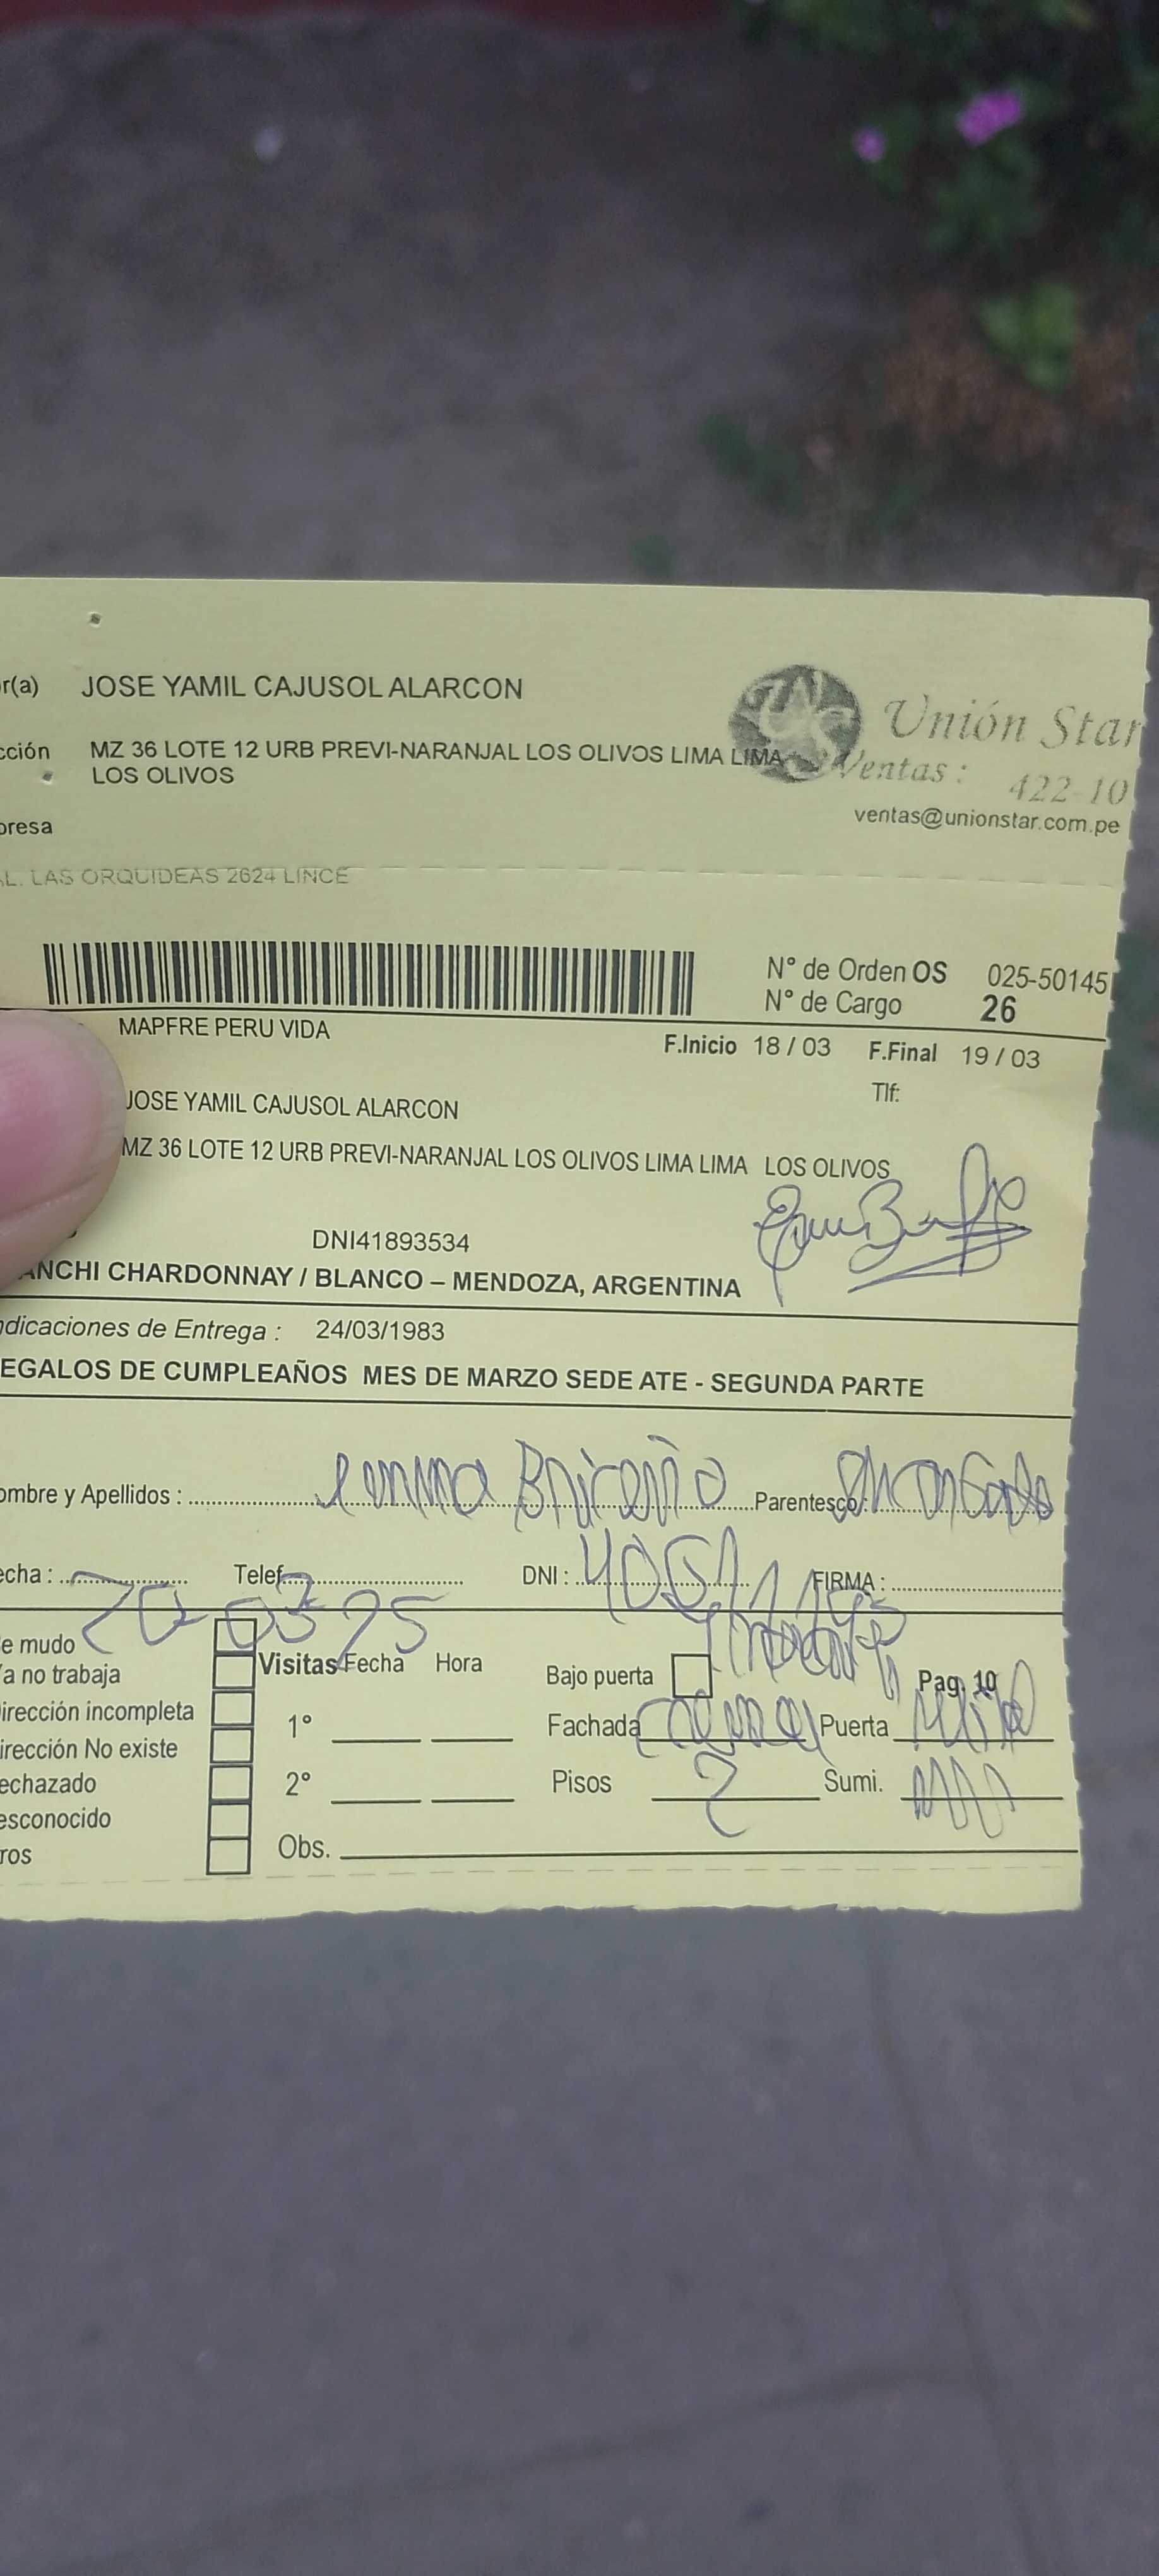 r(a) JOSE YAMIL CAJUSOL ALARCON
Unión Star
cción MZ 36 LOTE 12 URB PREVI-NARANJAL LOS OLIVOS LIMA LIMA
LOS OLIVOS
Ventas : 422-10
ventas@unionstar.com.pe
presa
AL. LAS ORQUIDEAS 2624 LINCE
N° de Orden OS 025-50145
N° de Cargo 26
MAPFRE PERU VIDA
F.Inicio 18 / 03 F.Final 19 / 03
Tlf:
JOSE YAMIL CAJUSOL ALARCON
MZ 36 LOTE 12 URB PREVI-NARANJAL LOS OLIVOS LIMA LIMA LOS OLIVOS
DNI41893534
ANCHI CHARDONNAY / BLANCO – MENDOZA, ARGENTINA
ndicaciones de Entrega : 24/03/1983
EGALOS DE CUMPLEAÑOS MES DE MARZO SEDE ATE - SEGUNDA PARTE
ombre y Apellidos : emma Briceño Parentesco :
echa : 20-03-25 Telef. DNI : FIRMA :
e mudo
a no trabaja
Visitas Fecha Hora
Bajo puerta Pag. 10
irección incompleta
1° Fachada Puerta
irección No existe
echazado
2° Pisos 2 Sumi.
esconocido
ros
Obs.